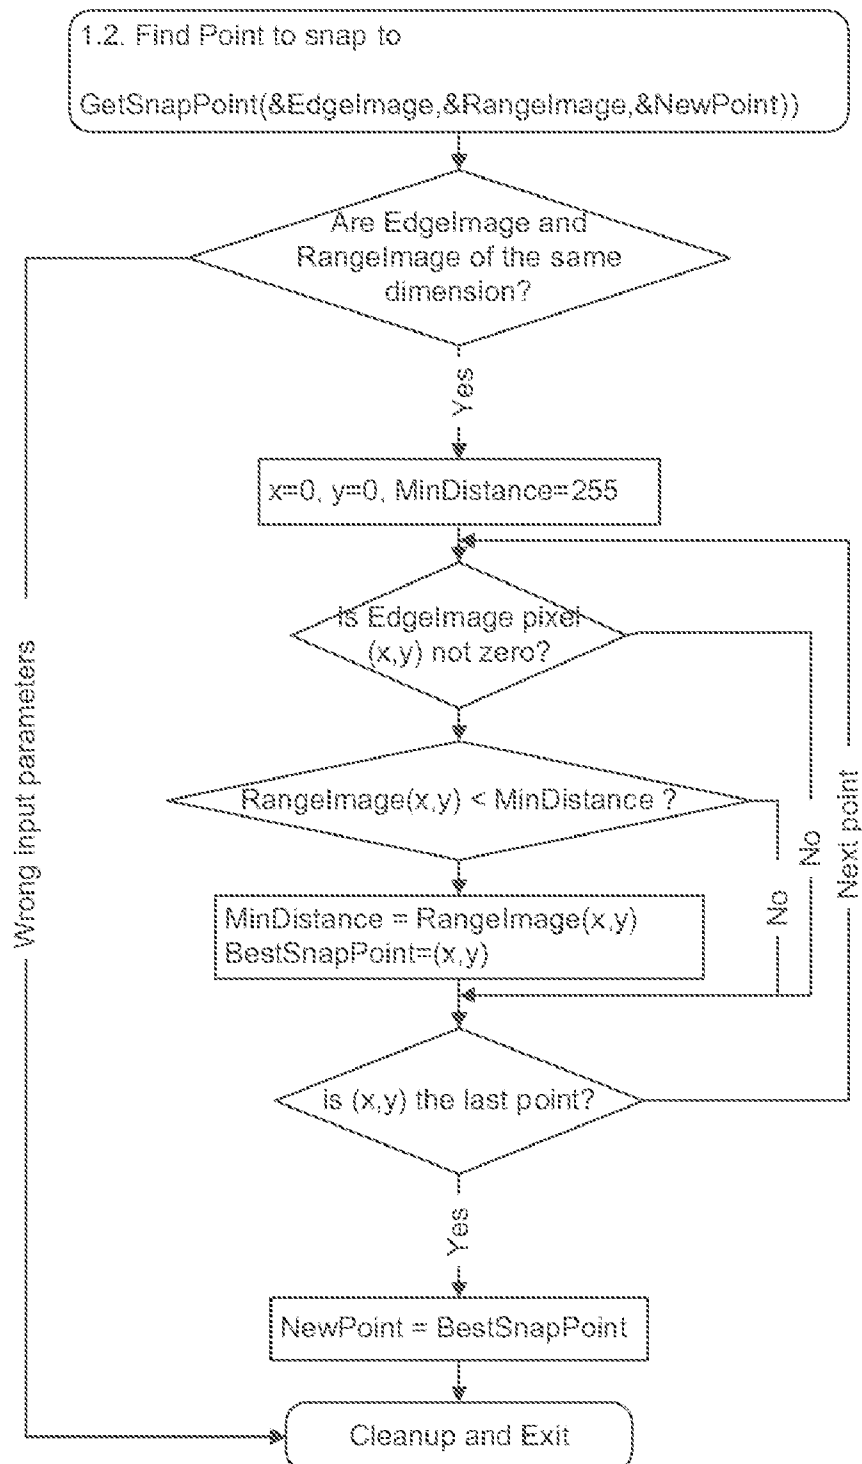 1.2. Find Point to snap to
GetSnapPoint(&EdgeImage,&RangeImage,&NewPoint))
Are EdgeImage and
RangeImage of the same
dimension?
Yes
x=0, y=0, MinDistance=255
is EdgeImage pixel
(x,y) not zero?
Wrong input parameters
RangeImage(x,y) < MinDistance ?
No
No
Next point
MinDistance = RangeImage(x,y)
BestSnapPoint=(x,y)
is (x,y) the last point?
Yes
NewPoint = BestSnapPoint
Cleanup and Exit